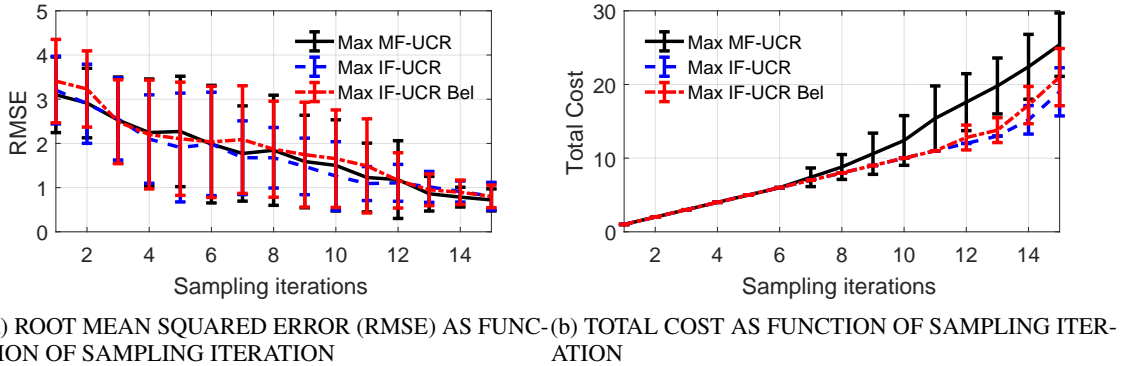 5
4
3
2
1
0
RMSE
2 4 6 8 10 12 14
Sampling iterations
Max MF-UCR
Max IF-UCR
Max IF-UCR Bel
30
20
10
0
Total Cost
2 4 6 8 10 12 14
Sampling iterations
Max MF-UCR
Max IF-UCR
Max IF-UCR Bel
) ROOT MEAN SQUARED ERROR (RMSE) AS FUNC-
ION OF SAMPLING ITERATION
(b) TOTAL COST AS FUNCTION OF SAMPLING ITER-
ATION